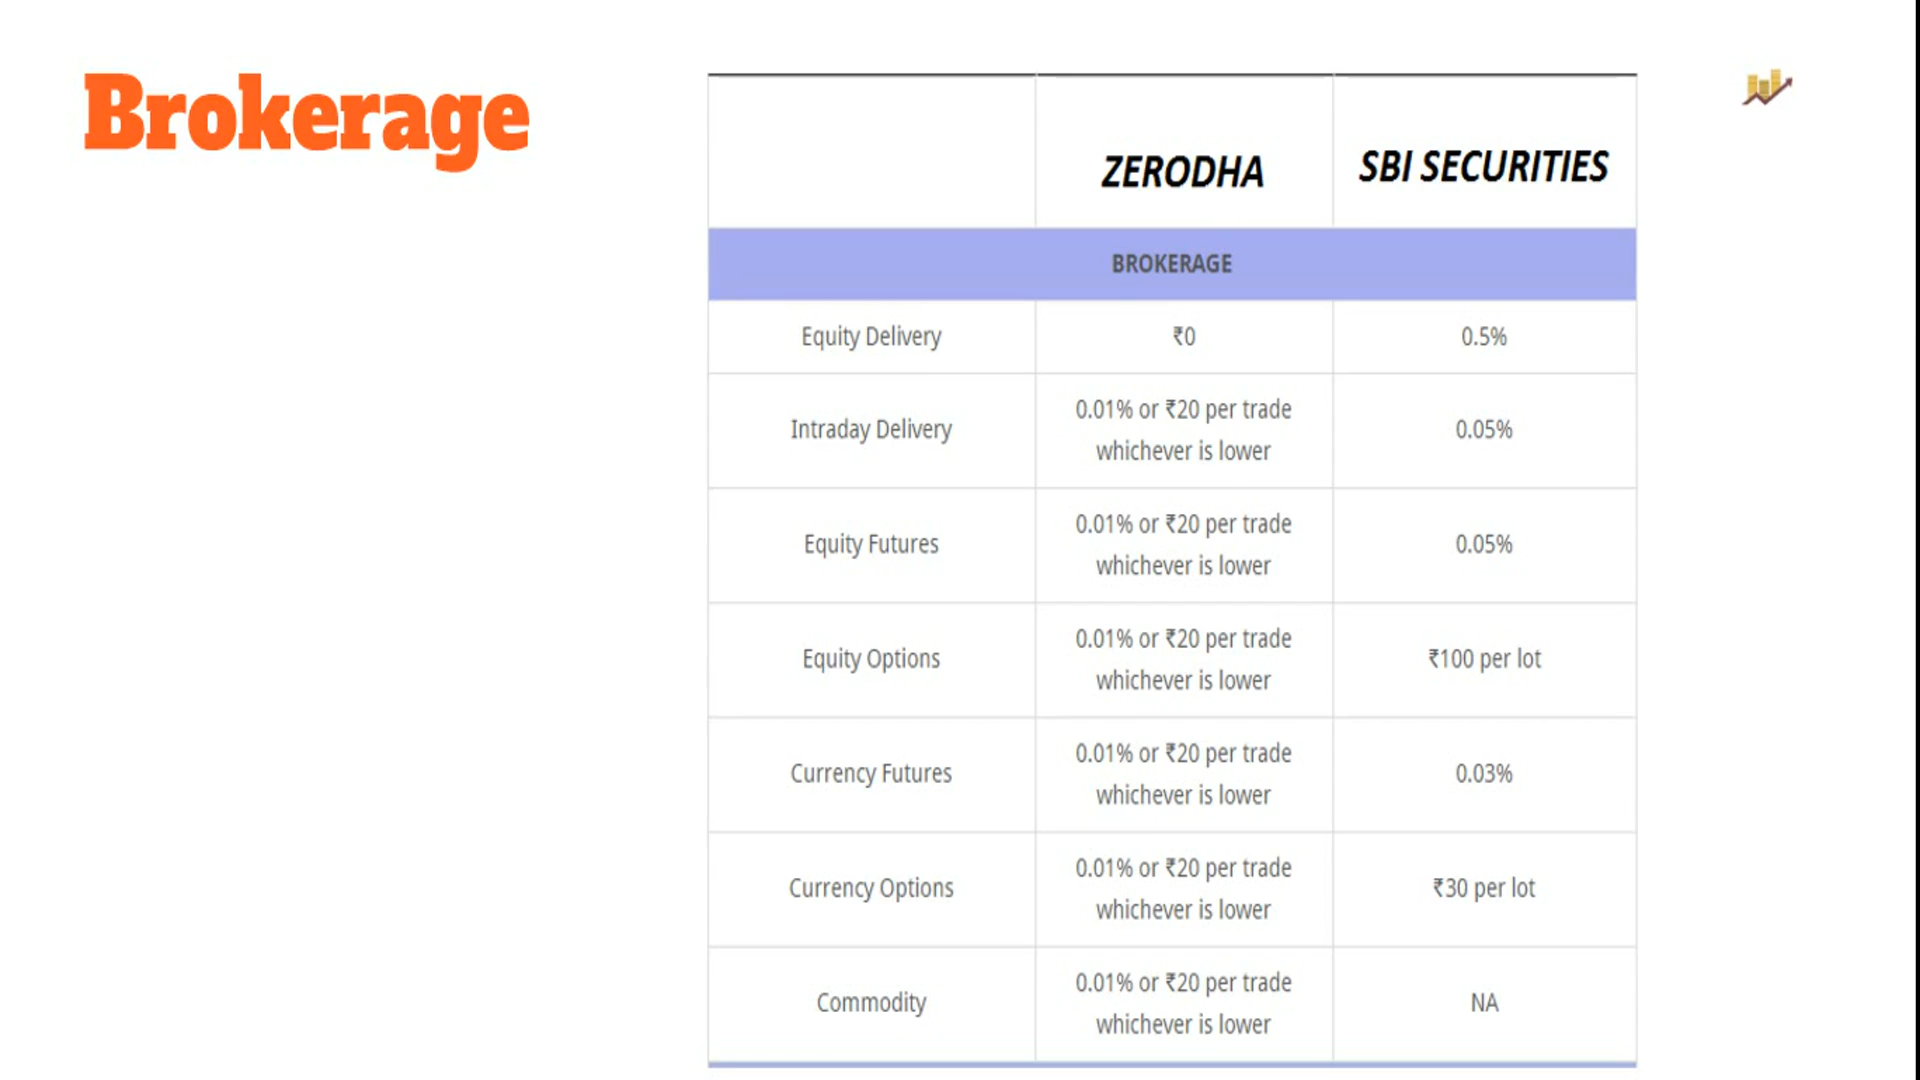 Brokerage
ZERODHA
SBI SECURITIES
BROKERAGE
Equity Delivery
₹0
0.5%
Intraday Delivery
0.01% or ₹20 per trade
whichever is lower
0.05%
Equity Futures
0.01% or ₹20 per trade
whichever is lower
0.05%
Equity Options
0.01% or ₹20 per trade
whichever is lower
₹100 per lot
Currency Futures
0.01% or ₹20 per trade
whichever is lower
0.03%
Currency Options
0.01% or ₹20 per trade
whichever is lower
₹30 per lot
Commodity
0.01% or ₹20 per trade
whichever is lower
NA